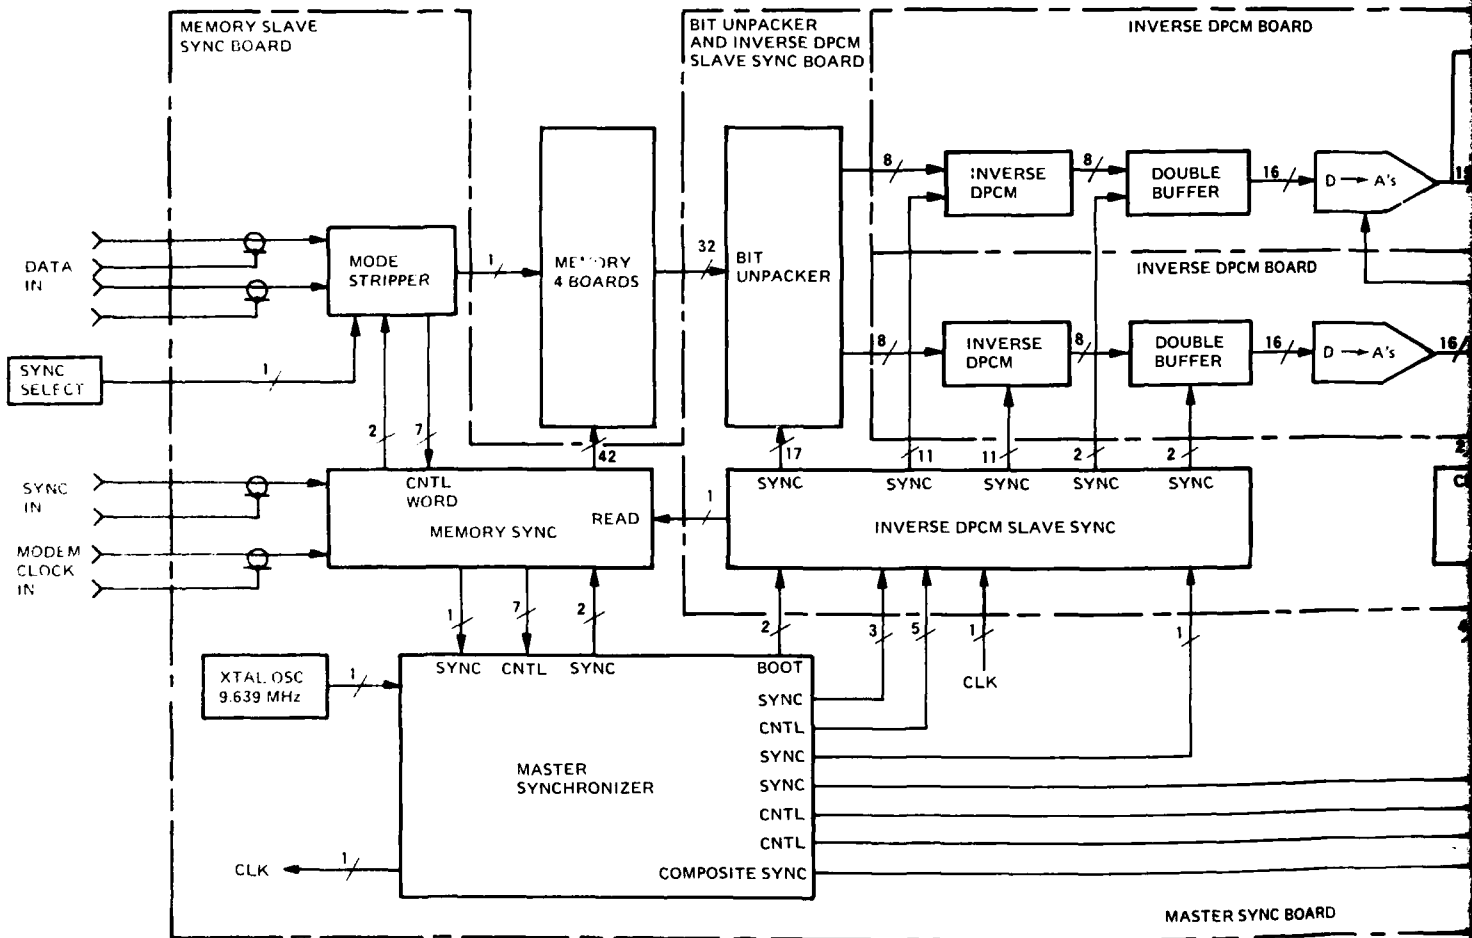 MEMORY SLAVE
SYNC BOARD
BIT UNPACKER
AND INVERSE DPCM
SLAVE SYNC BOARD
INVERSE DPCM BOARD
DATA
IN
MODE
STRIPPER
1
MEMORY
4 BOARDS
32
BIT
UNPACKER
8
INVERSE
DPCM
8
DOUBLE
BUFFER
16
D → A's
INVERSE DPCM BOARD
8
INVERSE
DPCM
8
DOUBLE
BUFFER
16
D → A's
16
SYNC
SELECT
1
2
7
42
17
11
11
2
2
SYNC
IN
MODEM
CLOCK
IN
CNTL
WORD
MEMORY SYNC
READ
1
SYNC
SYNC
SYNC
SYNC
SYNC
INVERSE DPCM SLAVE SYNC
1
7
2
2
3
5
1
1
CLK
XTAL OSC
9.639 MHz
1
SYNC
CNTL
SYNC
BOOT
SYNC
CNTL
SYNC
SYNC
CNTL
CNTL
COMPOSITE SYNC
MASTER
SYNCHRONIZER
CLK
1
MASTER SYNC BOARD